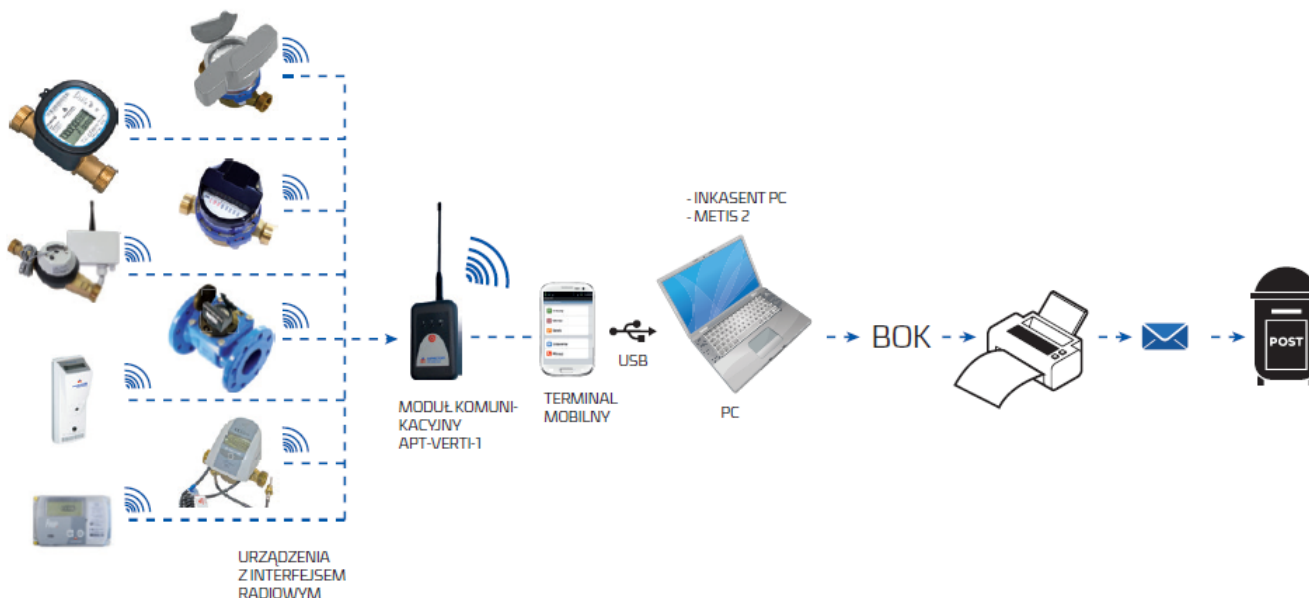 - INKASENT PC
- METIS 2
BOK
POST
USB
MODUŁ KOMUNI-
KACYJNY
APT-VERTI-1
TERMINAL
MOBILNY
PC
URZĄDZENIA
Z INTERFEJSEM
RADIOWYM